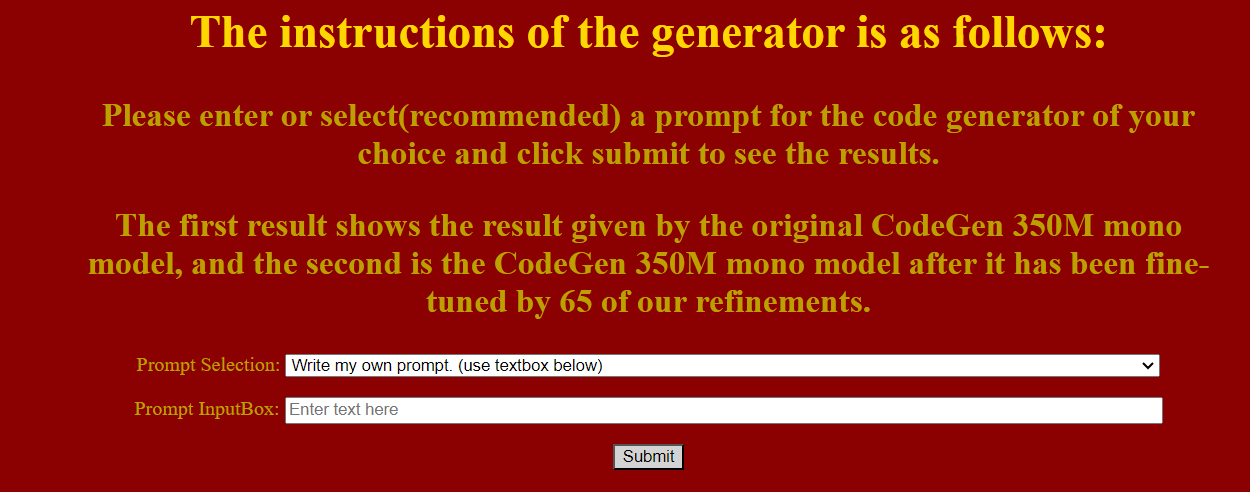 The instructions of the generator is as follows:
Please enter or select(recommended) a prompt for the code generator of your
choice and click submit to see the results.
The first result shows the result given by the original CodeGen 350M mono
model, and the second is the CodeGen 350M mono model after it has been fine-
tuned by 65 of our refinements.
Prompt Selection: Write my own prompt. (use textbox below)
Prompt InputBox: Enter text here
Submit